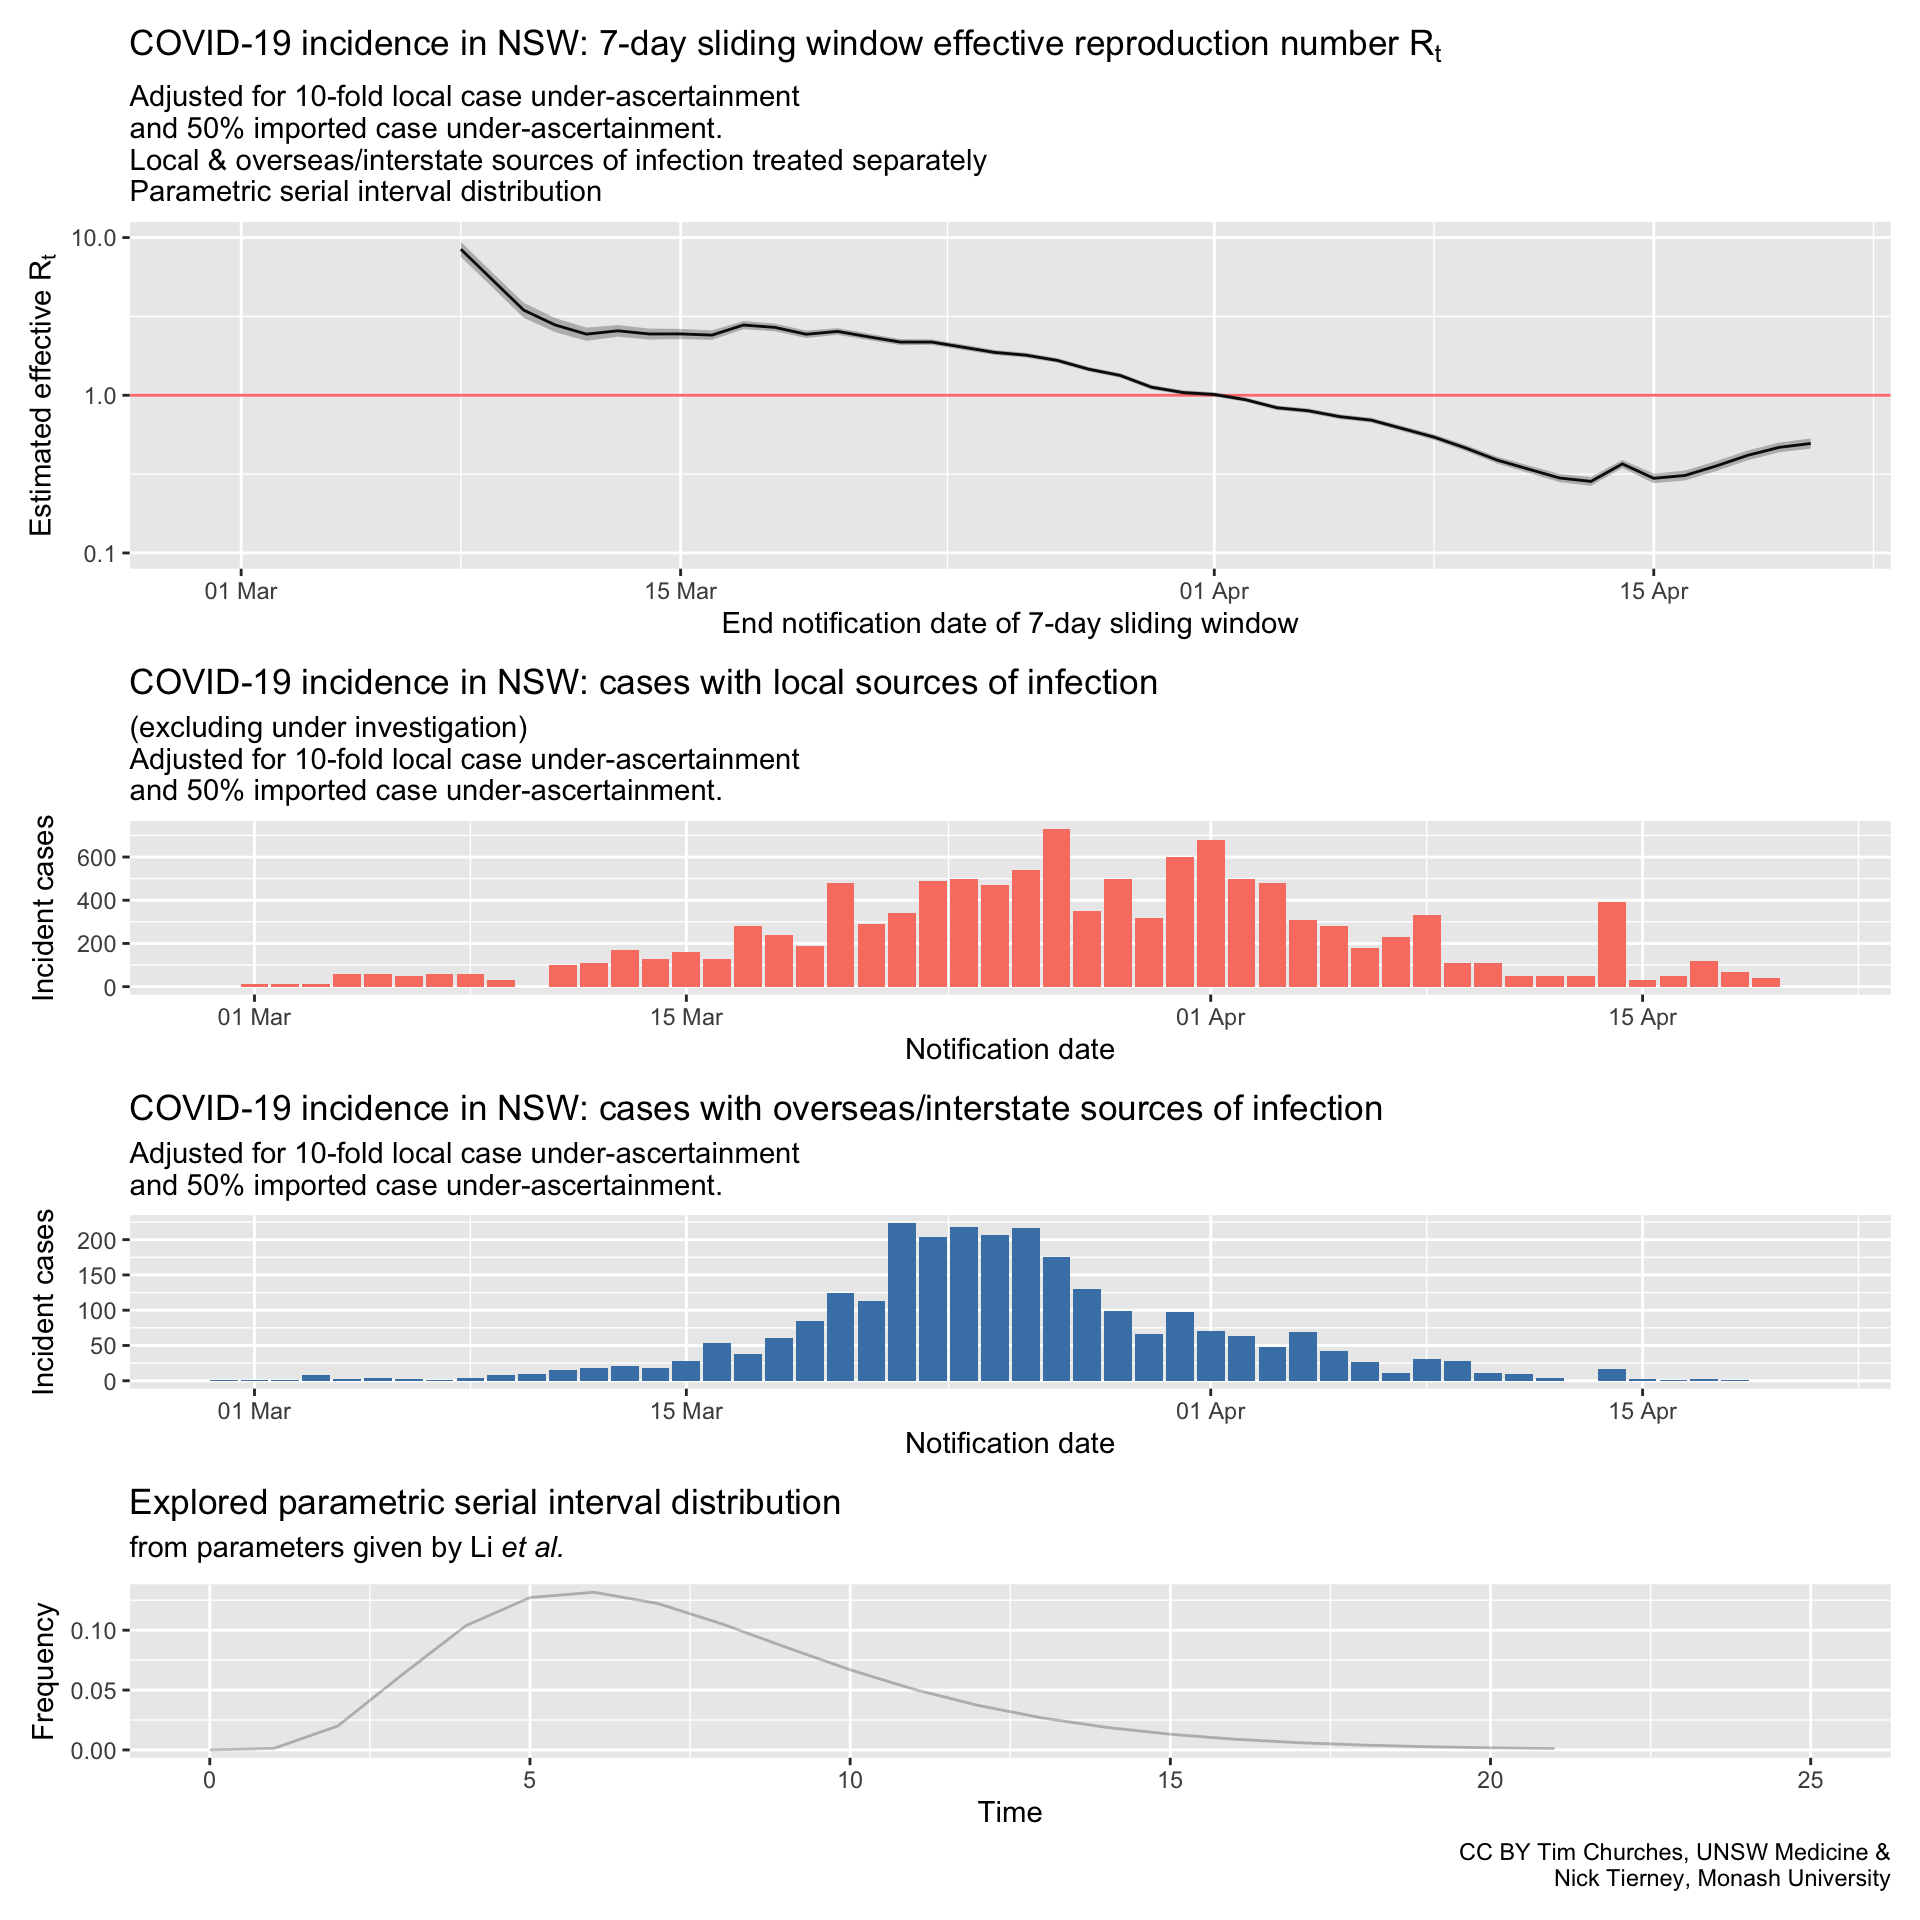 COVID-19 incidence in NSW: 7-day sliding window effective reproduction number Rt
Adjusted for 10-fold local case under-ascertainment
and 50% imported case under-ascertainment.
Local & overseas/interstate sources of infection treated separately
Parametric serial interval distribution
Estimated effective Rt
10.0
1.0
0.1
01 Mar
15 Mar
01 Apr
15 Apr
End notification date of 7-day sliding window
COVID-19 incidence in NSW: cases with local sources of infection
(excluding under investigation)
Adjusted for 10-fold local case under-ascertainment
and 50% imported case under-ascertainment.
Incident cases
600
400
200
0
01 Mar
15 Mar
01 Apr
15 Apr
Notification date
COVID-19 incidence in NSW: cases with overseas/interstate sources of infection
Adjusted for 10-fold local case under-ascertainment
and 50% imported case under-ascertainment.
Incident cases
200
150
100
50
0
01 Mar
15 Mar
01 Apr
15 Apr
Notification date
Explored parametric serial interval distribution
from parameters given by Li et al.
Frequency
0.10
0.05
0.00
0
5
10
15
20
25
Time
CC BY Tim Churches, UNSW Medicine &
Nick Tierney, Monash University